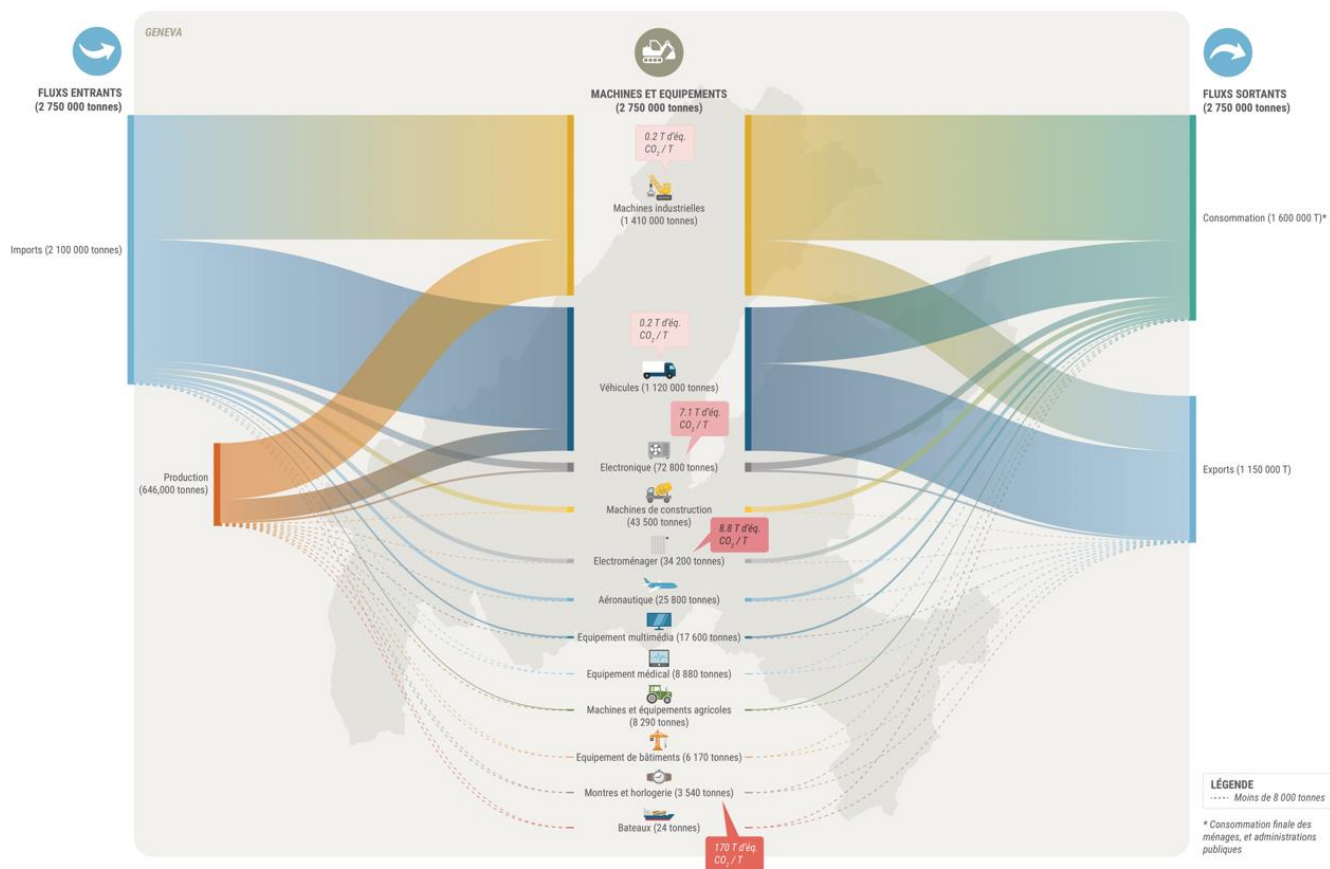 GENEVA
FLUXS ENTRANTS
(2 750 000 tonnes)
MACHINES ET EQUIPEMENTS
(2 750 000 tonnes)
FLUXS SORTANTS
(2 750 000 tonnes)
0.2 T d'éq.
CO2 / T
Machines industrielles
(1 410 000 tonnes)
Imports (2 100 000 tonnes)
Consommation (1 600 000 T)*
0.2 T d'éq.
CO2 / T
Véhicules (1 120 000 tonnes)
7.1 T d'éq.
CO2 / T
Electronique (72 800 tonnes)
Production
(646,000 tonnes)
Exports (1 150 000 T)
Machines de construction
(43 500 tonnes)
8.8 T d'éq.
CO2 / T
Electroménager (34 200 tonnes)
Aéronautique (25 800 tonnes)
Equipement multimédia (17 600 tonnes)
Equipement médical (8 880 tonnes)
Machines et équipements agricoles
(8 290 tonnes)
Equipement de bâtiments (6 170 tonnes)
Montres et horlogerie (3 540 tonnes)
Bateaux (24 tonnes)
170 T d'éq.
CO2 / T
LÉGENDE
----- Moins de 8 000 tonnes
* Consommation finale des
ménages, et administrations
publiques